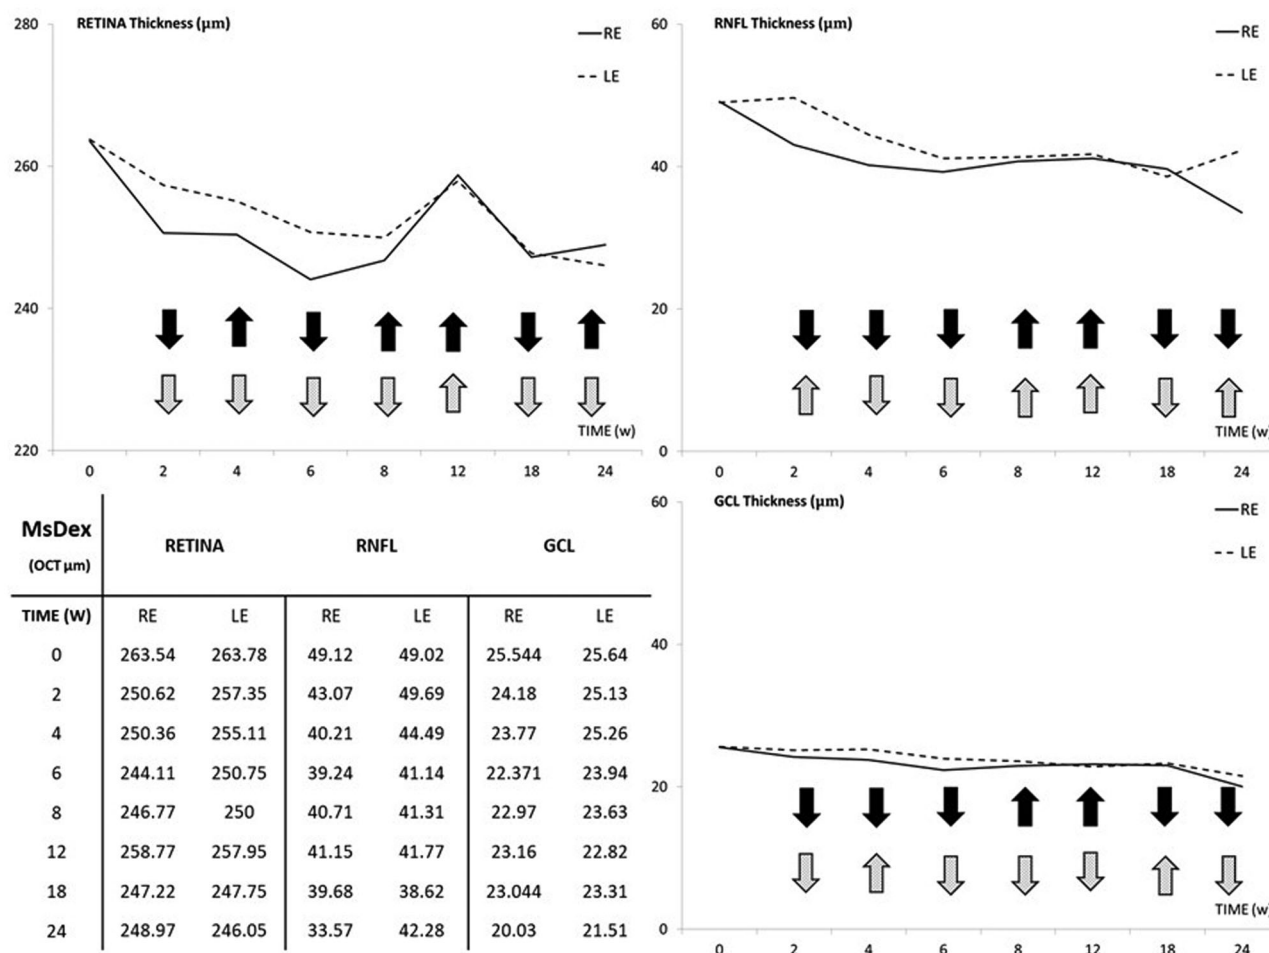 RETINA Thickness (µm)
RE
LE
280
260
240
220
TIME (w)
0 2 4 6 8 12 18 24
RNFL Thickness (µm)
RE
LE
60
40
20
0
TIME (w)
0 2 4 6 8 12 18 24
MsDex
(OCT µm)
RETINA RNFL GCL
TIME (W) RE LE RE LE RE LE
0 263.54 263.78 49.12 49.02 25.544 25.64
2 250.62 257.35 43.07 49.69 24.18 25.13
4 250.36 255.11 40.21 44.49 23.77 25.26
6 244.11 250.75 39.24 41.14 22.371 23.94
8 246.77 250 40.71 41.31 22.97 23.63
12 258.77 257.95 41.15 41.77 23.16 22.82
18 247.22 247.75 39.68 38.62 23.044 23.31
24 248.97 246.05 33.57 42.28 20.03 21.51
GCL Thickness (µm)
RE
LE
60
40
20
0
TIME (w)
0 2 4 6 8 12 18 24